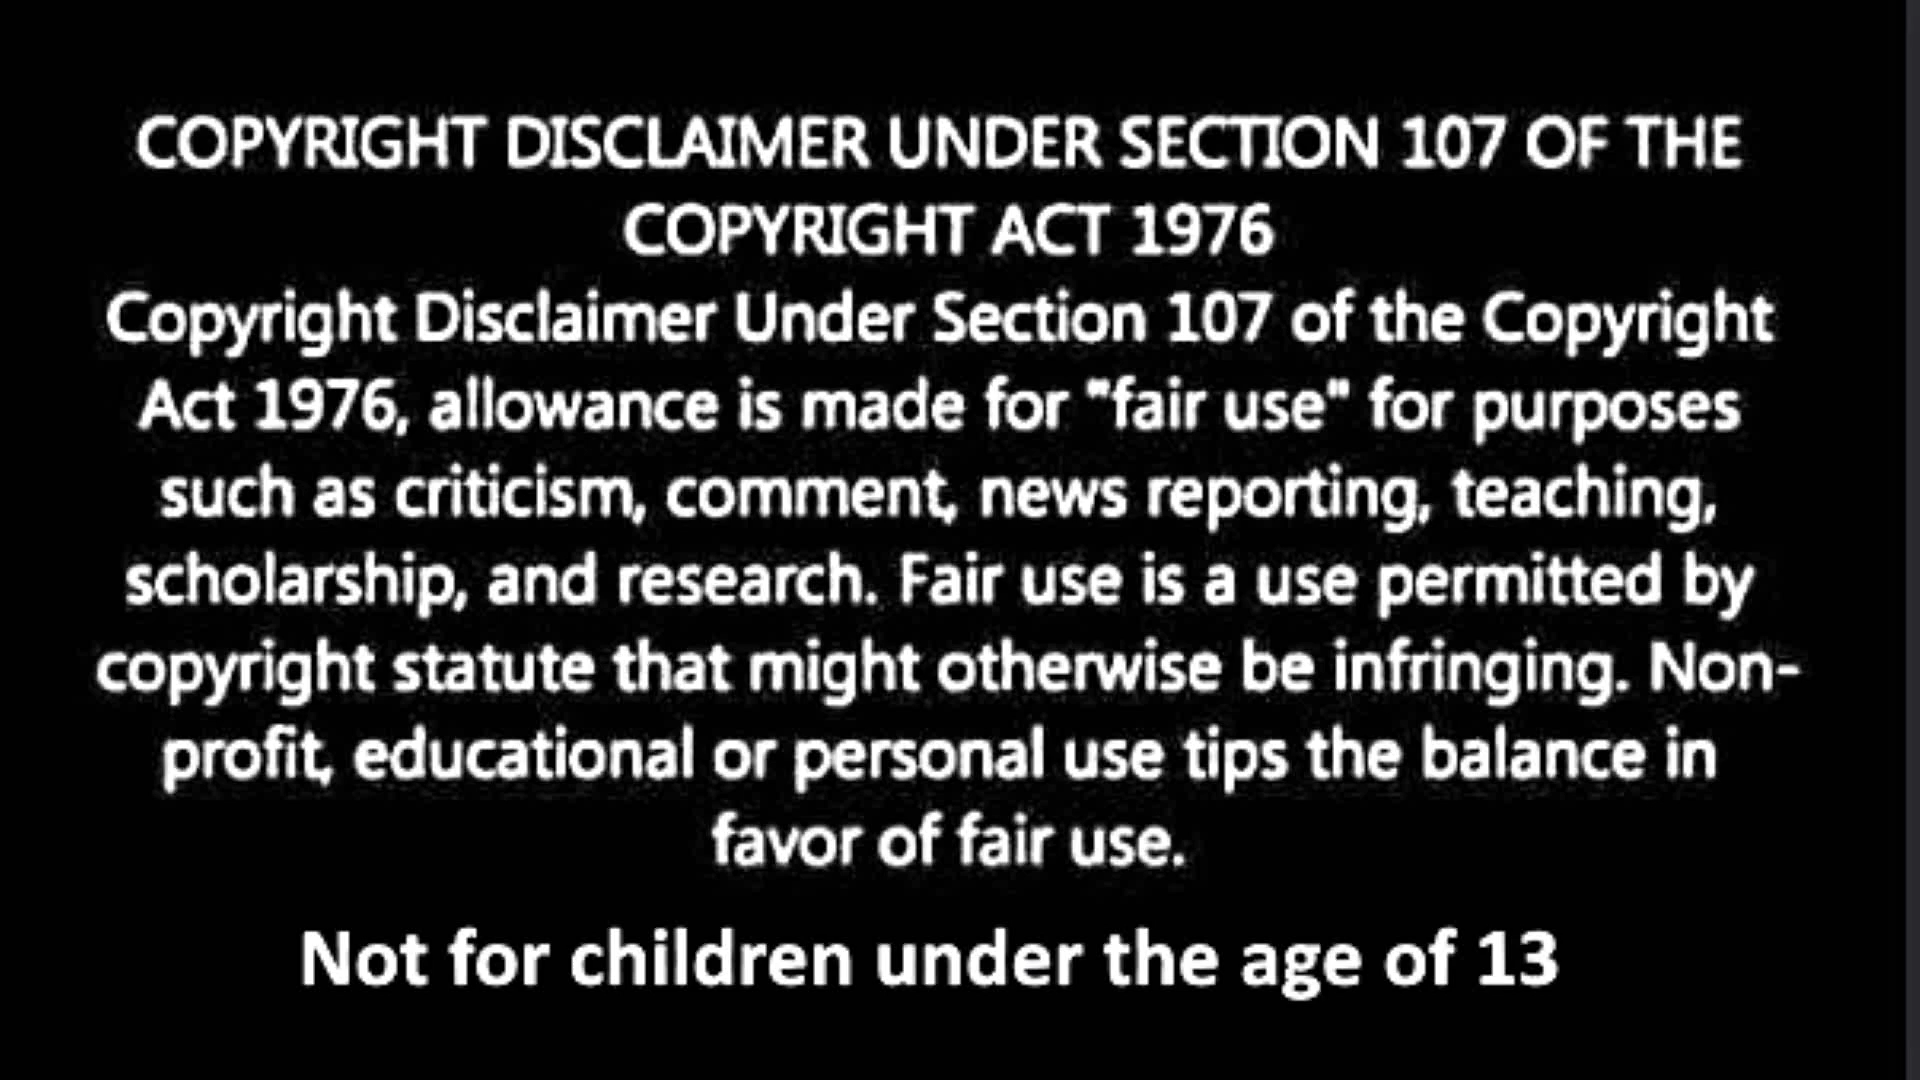 COPYRIGHT DISCLAIMER UNDER SECTION 107 OF THE
COPYRIGHT ACT 1976
Copyright Disclaimer Under Section 107 of the Copyright
Act 1976, allowance is made for "fair use" for purposes
such as criticism, comment, news reporting, teaching,
scholarship, and research. Fair use is a use permitted by
copyright statute that might otherwise be infringing. Non-
profit, educational or personal use tips the balance in
favor of fair use.
Not for children under the age of 13